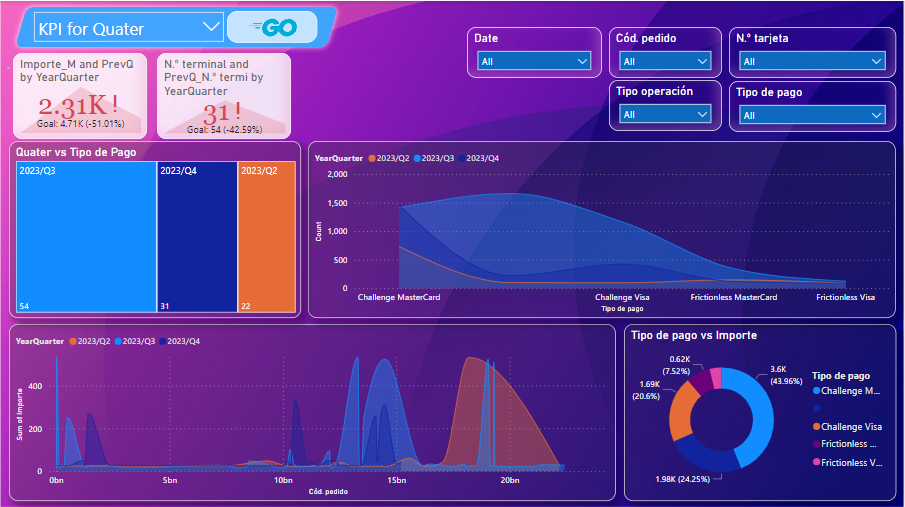 KPI for Quater
GO
Importe_M and PrevQ
by YearQuarter
2.31K!
Goal: 4.71K (-51.01%)
N.º terminal and
PrevQ_N.º termi by
YearQuarter
31!
Goal: 54 (-42.59%)
Date
All
Cód. pedido
All
N.º tarjeta
All
Tipo operación
All
Tipo de pago
All
Quater vs Tipo de Pago
2023/Q3
54
2023/Q4
31
2023/Q2
22
YearQuarter 2023/Q2 2023/Q3 2023/Q4
Count
2,000
1,500
1,000
500
0
Challenge MasterCard
Challenge Visa
Frictionless MasterCard
Frictionless Visa
Tipo de pago
YearQuarter 2023/Q2 2023/Q3 2023/Q4
Sum of Importe
400
200
0
0bn
5bn
10bn
15bn
20bn
Cód. pedido
Tipo de pago vs Importe
0.62K
(7.52%)
3.6K
(43.96%)
1.69K
(20.6%)
1.98K (24.25%)
Tipo de pago
Challenge M...
Challenge Visa
Frictionless ...
Frictionless V...